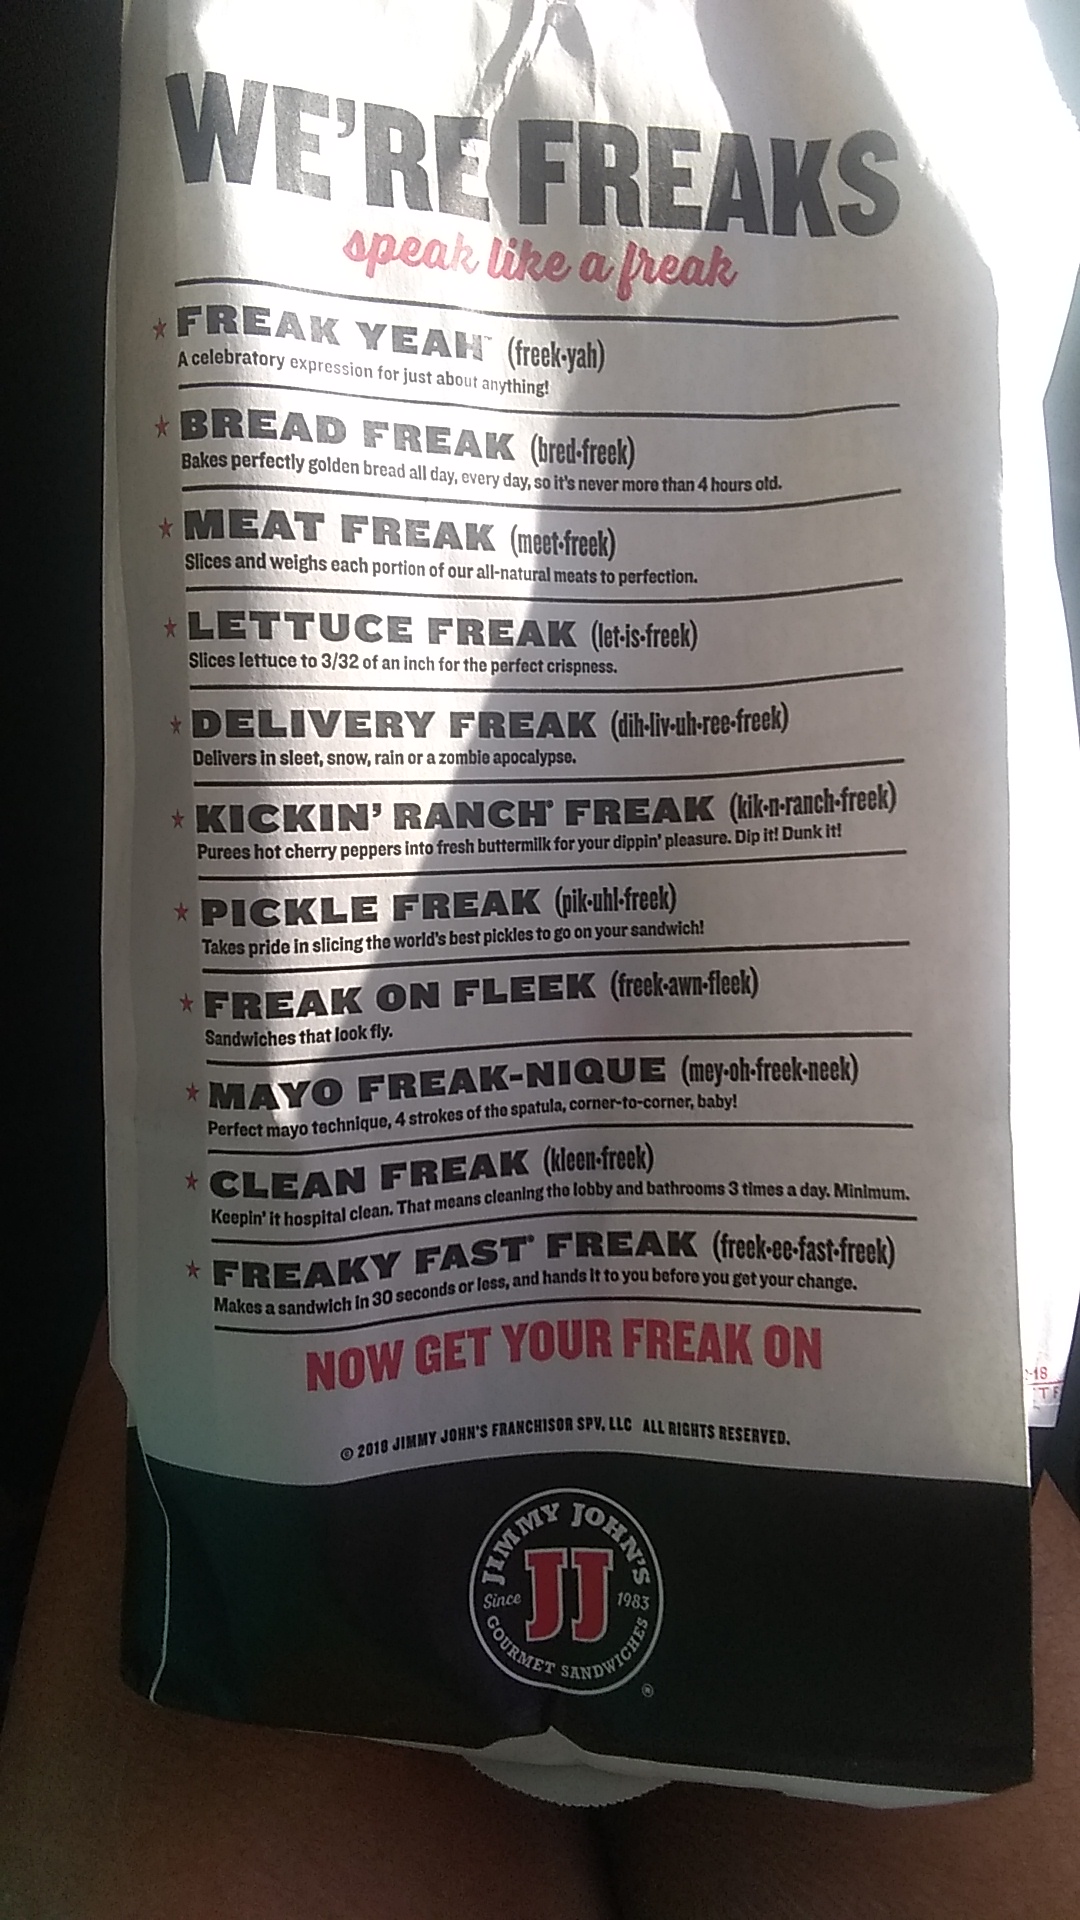 WE'RE FREAKS
speak like a freak
★ FREAK YEAH™ (freek•yah)
A celebratory expression for just about anything!
★ BREAD FREAK (bred•freek)
Bakes perfectly golden bread all day, every day, so it's never more than 4 hours old.
★ MEAT FREAK (meet•freek)
Slices and weighs each portion of our all-natural meats to perfection.
★ LETTUCE FREAK (let•is•freek)
Slices lettuce to 3/32 of an inch for the perfect crispness.
★ DELIVERY FREAK (dih•liv•uh•ree•freek)
Delivers in sleet, snow, rain or a zombie apocalypse.
★ KICKIN' RANCH® FREAK (kik•n•ranch•freek)
Purees hot cherry peppers into fresh buttermilk for your dippin' pleasure. Dip it! Dunk it!
★ PICKLE FREAK (pik•uhl•freek)
Takes pride in slicing the world's best pickles to go on your sandwich!
★ FREAK ON FLEEK (freek•awn•fleek)
Sandwiches that look fly.
★ MAYO FREAK-NIQUE (mey•oh•freek•neek)
Perfect mayo technique, 4 strokes of the spatula, corner-to-corner, baby!
★ CLEAN FREAK (kleen•freek)
Keepin' it hospital clean. That means cleaning the lobby and bathrooms 3 times a day. Minimum.
★ FREAKY FAST® FREAK (freek•ee•fast•freek)
Makes a sandwich in 30 seconds or less, and hands it to you before you get your change.
NOW GET YOUR FREAK ON
© 2018 JIMMY JOHN'S FRANCHISOR SPV, LLC ALL RIGHTS RESERVED.
JIMMY JOHN'S
Since JJ 1983
GOURMET SANDWICHES
®